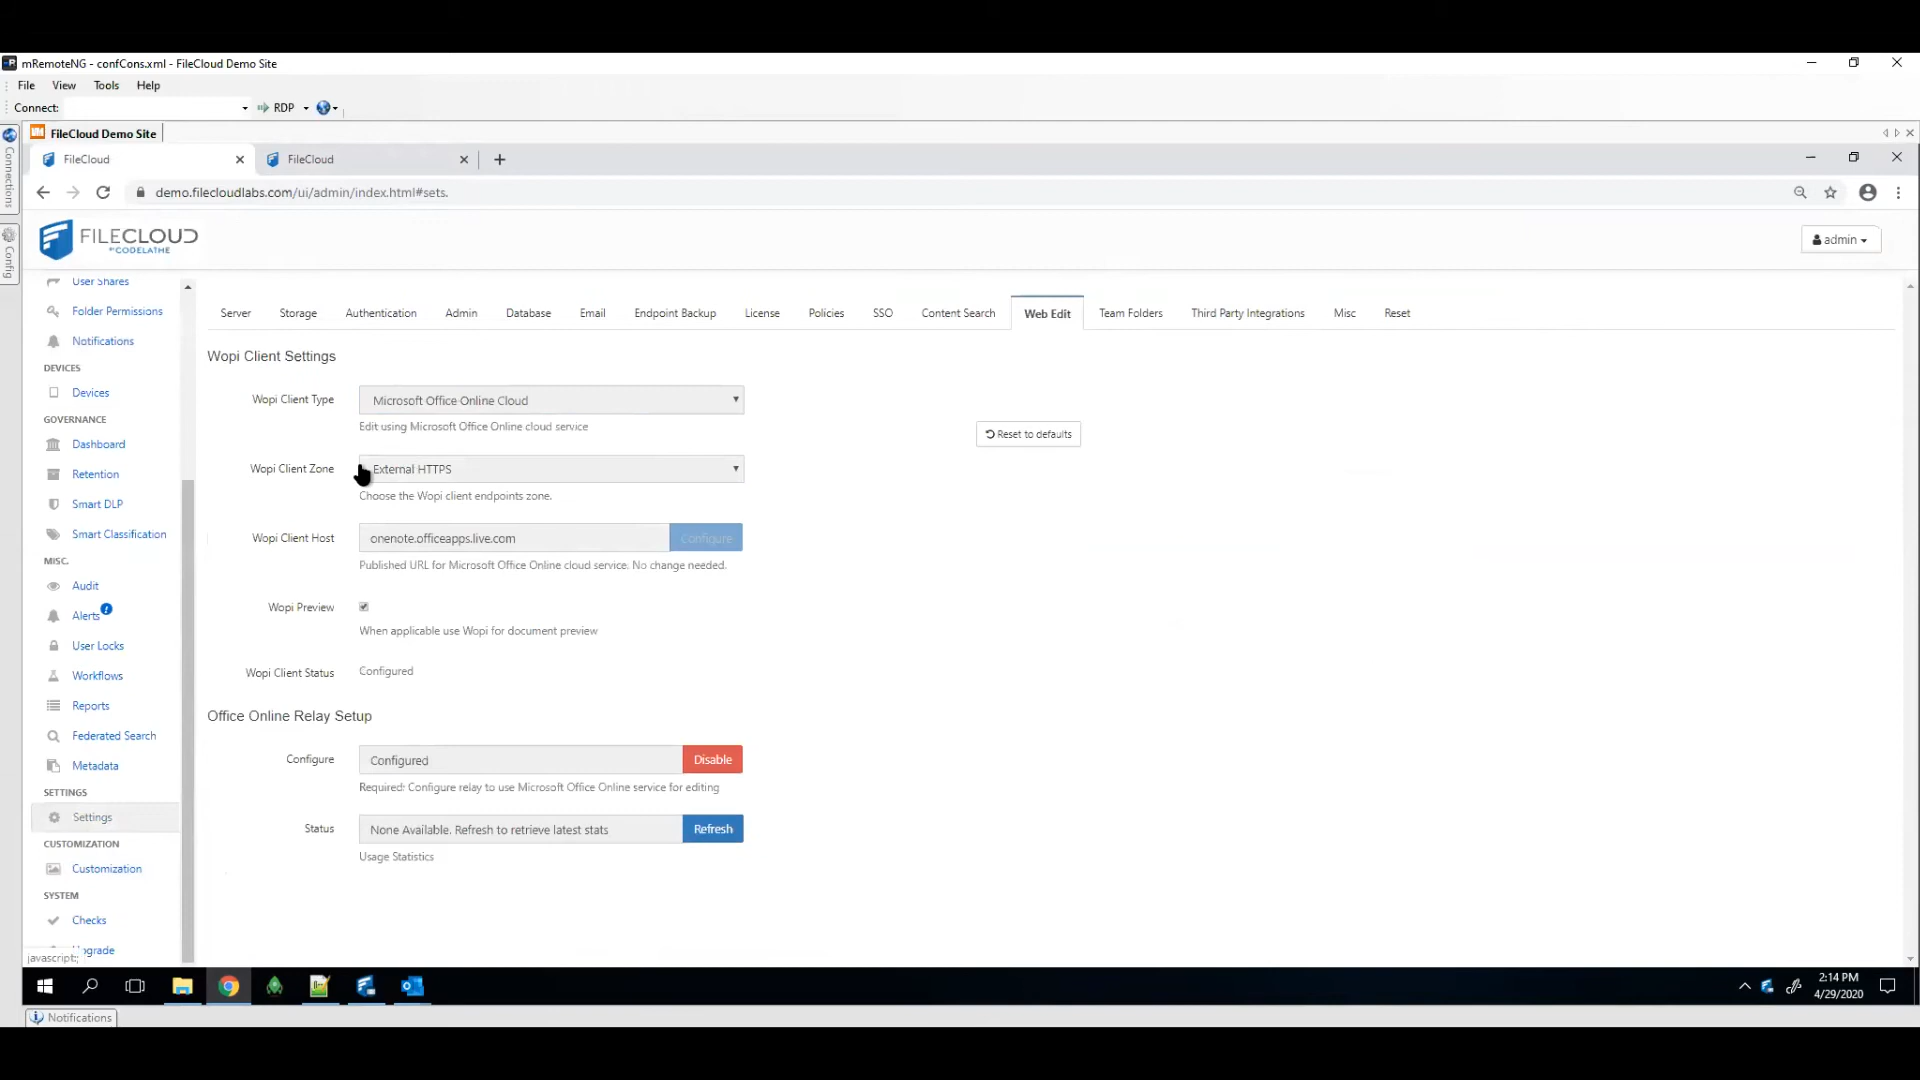 mRemoteNG - confCons.xml - FileCloud Demo Site
File View Tools Help
Connect: RDP
FileCloud Demo Site
Connections
Config
FileCloud
FileCloud
demo.filecloudlabs.com/ui/admin/index.html#sets.
FILECLOUD
BY CODELATHE
admin
User Shares
Folder Permissions
Notifications
DEVICES
Devices
GOVERNANCE
Dashboard
Retention
Smart DLP
Smart Classification
MISC.
Audit
Alerts
User Locks
Workflows
Reports
Federated Search
Metadata
SETTINGS
Settings
CUSTOMIZATION
Customization
SYSTEM
Checks
pgrade
javascript:;
Server Storage Authentication Admin Database Email Endpoint Backup License Policies SSO Content Search Web Edit Team Folders Third Party Integrations Misc Reset
Wopi Client Settings
Wopi Client Type Microsoft Office Online Cloud
Edit using Microsoft Office Online cloud service
Reset to defaults
Wopi Client Zone External HTTPS
Choose the Wopi client endpoints zone.
Wopi Client Host onenote.officeapps.live.com Configure
Published URL for Microsoft Office Online cloud service. No change needed.
Wopi Preview
When applicable use Wopi for document preview
Wopi Client Status Configured
Office Online Relay Setup
Configure Configured Disable
Required: Configure relay to use Microsoft Office Online service for editing
Status None Available. Refresh to retrieve latest stats Refresh
Usage Statistics
2:14 PM
4/29/2020
Notifications